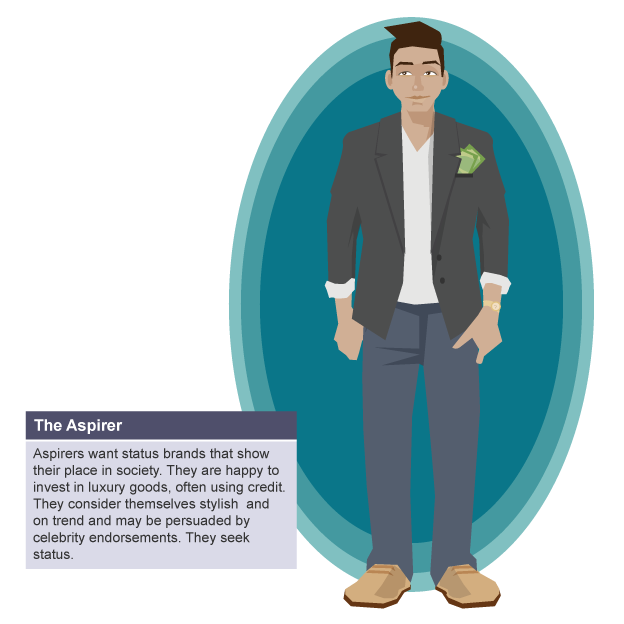 The Aspirer
Aspirers want status brands that show
their place in society. They are happy to
invest in luxury goods, often using credit.
They consider themselves stylish  and
on trend and may be persuaded by
celebrity endorsements. They seek
status.